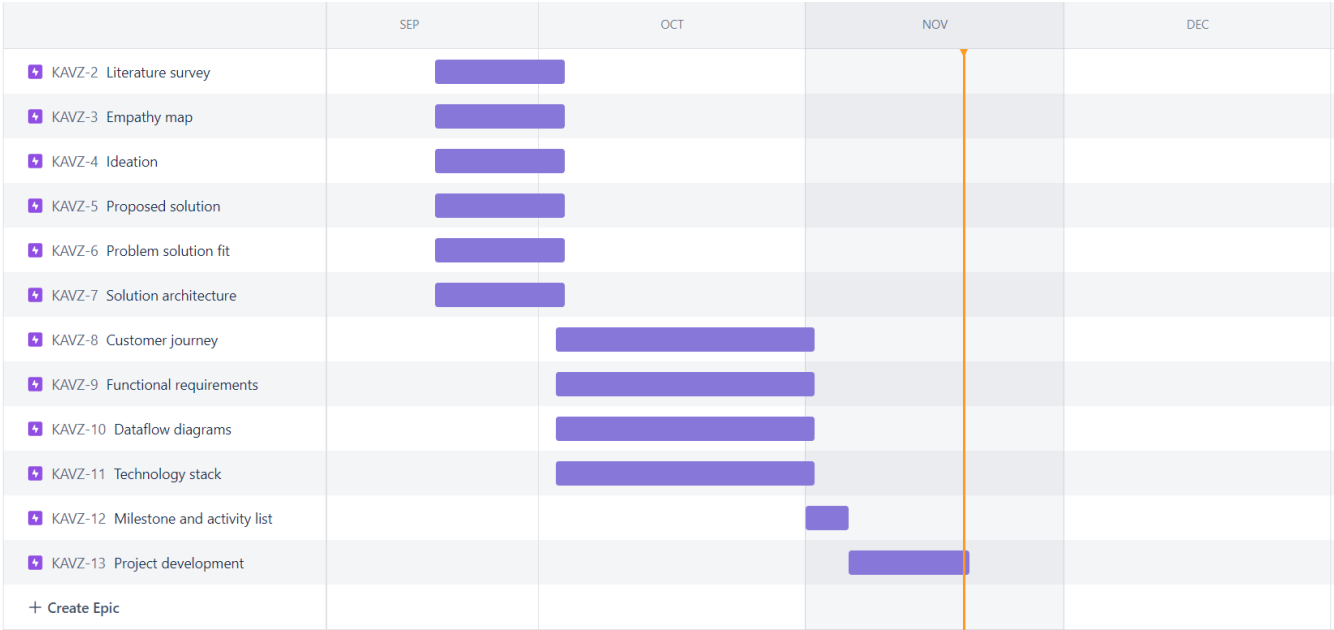 SEP OCT NOV DEC
KAVZ-2 Literature survey
KAVZ-3 Empathy map
KAVZ-4 Ideation
KAVZ-5 Proposed solution
KAVZ-6 Problem solution fit
KAVZ-7 Solution architecture
KAVZ-8 Customer journey
KAVZ-9 Functional requirements
KAVZ-10 Dataflow diagrams
KAVZ-11 Technology stack
KAVZ-12 Milestone and activity list
KAVZ-13 Project development
+ Create Epic